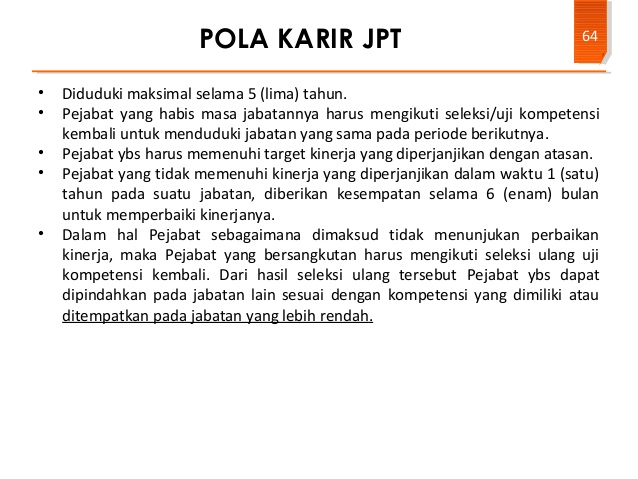 POLA KARIR JPT
64
• Diduduki maksimal selama 5 (lima) tahun.
• Pejabat yang habis masa jabatannya harus mengikuti seleksi/uji kompetensi
kembali untuk menduduki jabatan yang sama pada periode berikutnya.
• Pejabat ybs harus memenuhi target kinerja yang diperjanjikan dengan atasan.
• Pejabat yang tidak memenuhi kinerja yang diperjanjikan dalam waktu 1 (satu)
tahun pada suatu jabatan, diberikan kesempatan selama 6 (enam) bulan
untuk memperbaiki kinerjanya.
• Dalam hal Pejabat sebagaimana dimaksud tidak menunjukan perbaikan
kinerja, maka Pejabat yang bersangkutan harus mengikuti seleksi ulang uji
kompetensi kembali. Dari hasil seleksi ulang tersebut Pejabat ybs dapat
dipindahkan pada jabatan lain sesuai dengan kompetensi yang dimiliki atau
ditempatkan pada jabatan yang lebih rendah.